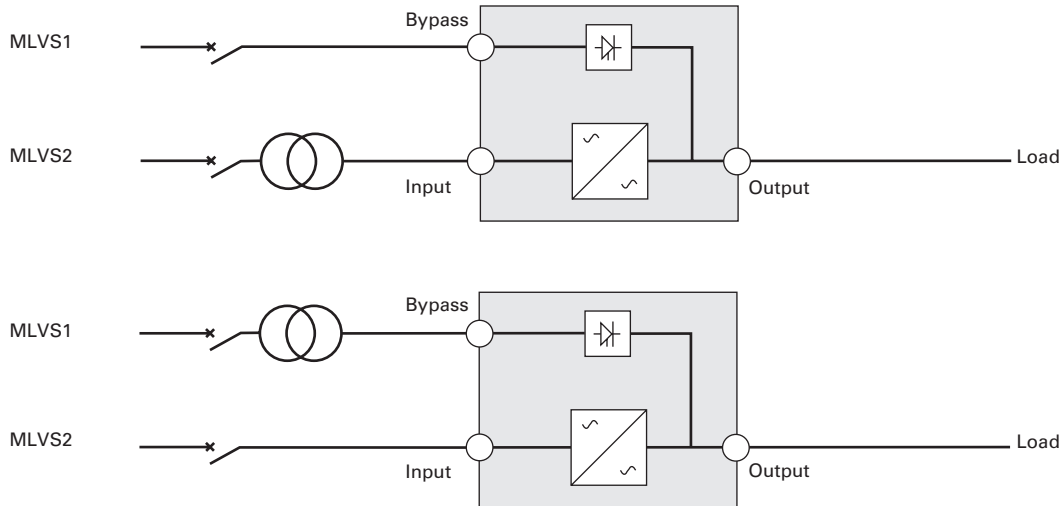 Bypass
MLVS1
MLVS2
Load
Input
Output
Bypass
MLVS1
MLVS2
Load
Input
Output